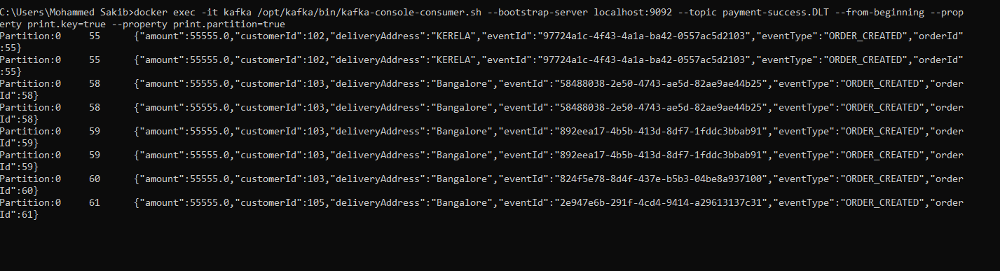 C:\Users\Mohammed Sakib>docker exec -it kafka /opt/kafka/bin/kafka-console-consumer.sh --bootstrap-server localhost:9092 --topic payment-success.DLT --from-beginning --prop
erty print.key=true --property print.partition=true
Partition:0     55      {"amount":55555.0,"customerId":102,"deliveryAddress":"KERELA","eventId":"97724a1c-4f43-4a1a-ba42-0557ac5d2103","eventType":"ORDER_CREATED","orderId"
:55}
Partition:0     55      {"amount":55555.0,"customerId":102,"deliveryAddress":"KERELA","eventId":"97724a1c-4f43-4a1a-ba42-0557ac5d2103","eventType":"ORDER_CREATED","orderId"
:55}
Partition:0     58      {"amount":55555.0,"customerId":103,"deliveryAddress":"Bangalore","eventId":"58488038-2e50-4743-ae5d-82ae9ae44b25","eventType":"ORDER_CREATED","order
Id":58}
Partition:0     58      {"amount":55555.0,"customerId":103,"deliveryAddress":"Bangalore","eventId":"58488038-2e50-4743-ae5d-82ae9ae44b25","eventType":"ORDER_CREATED","order
Id":58}
Partition:0     59      {"amount":55555.0,"customerId":103,"deliveryAddress":"Bangalore","eventId":"892eea17-4b5b-413d-8df7-1fddc3bbab91","eventType":"ORDER_CREATED","order
Id":59}
Partition:0     59      {"amount":55555.0,"customerId":103,"deliveryAddress":"Bangalore","eventId":"892eea17-4b5b-413d-8df7-1fddc3bbab91","eventType":"ORDER_CREATED","order
Id":59}
Partition:0     60      {"amount":55555.0,"customerId":103,"deliveryAddress":"Bangalore","eventId":"824f5e78-8d4f-437e-b5b3-04be8a937100","eventType":"ORDER_CREATED","order
Id":60}
Partition:0     61      {"amount":55555.0,"customerId":105,"deliveryAddress":"Bangalore","eventId":"2e947e6b-291f-4cd4-9414-a29613137c31","eventType":"ORDER_CREATED","order
Id":61}